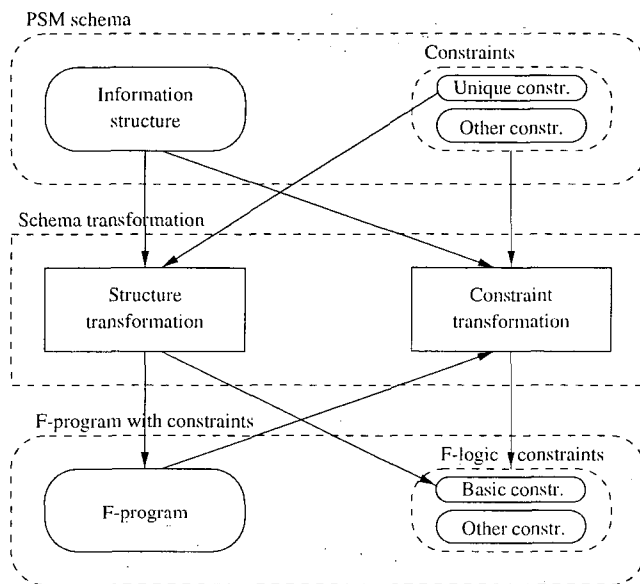 PSM schema
Constraints
Information
structure
Unique constr.
Other constr.
Schema transformation
Structure
transformation
Constraint
transformation
F-program with constraints
F-logic constraints
F-program
Basic constr.
Other constr.